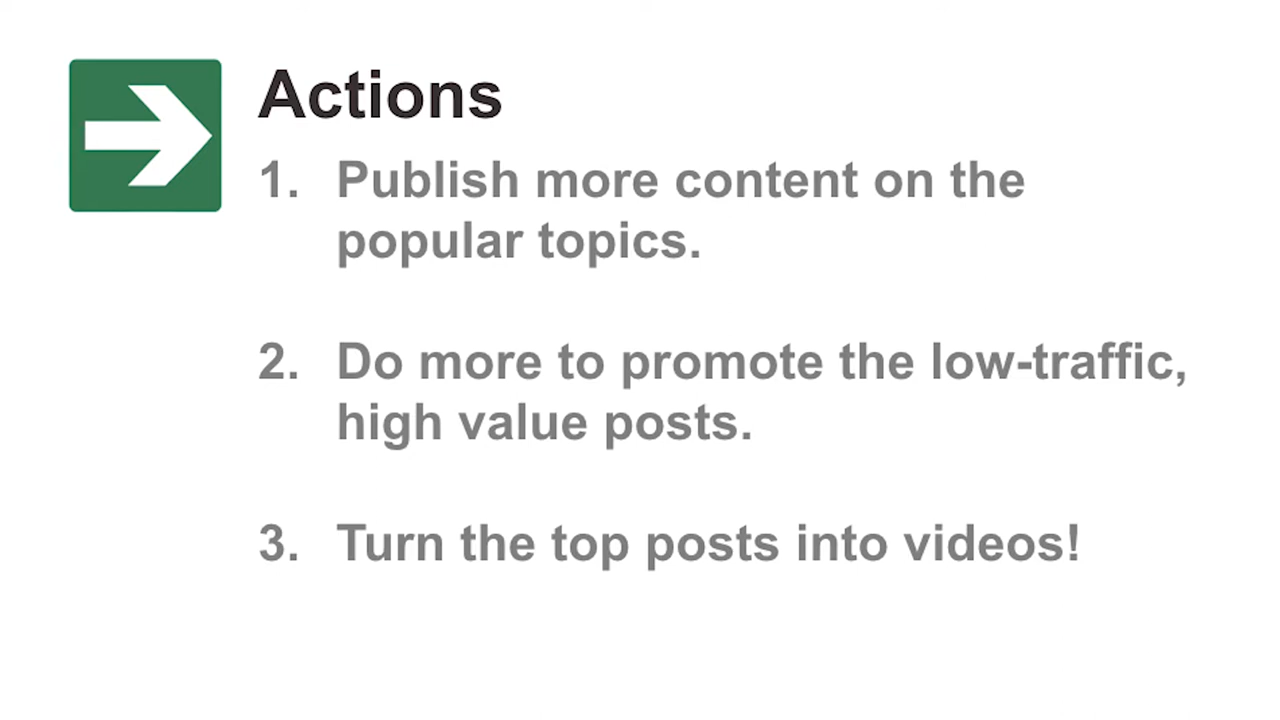 Actions
1. Publish more content on the
popular topics.
2. Do more to promote the low-traffic,
high value posts.
3. Turn the top posts into videos!